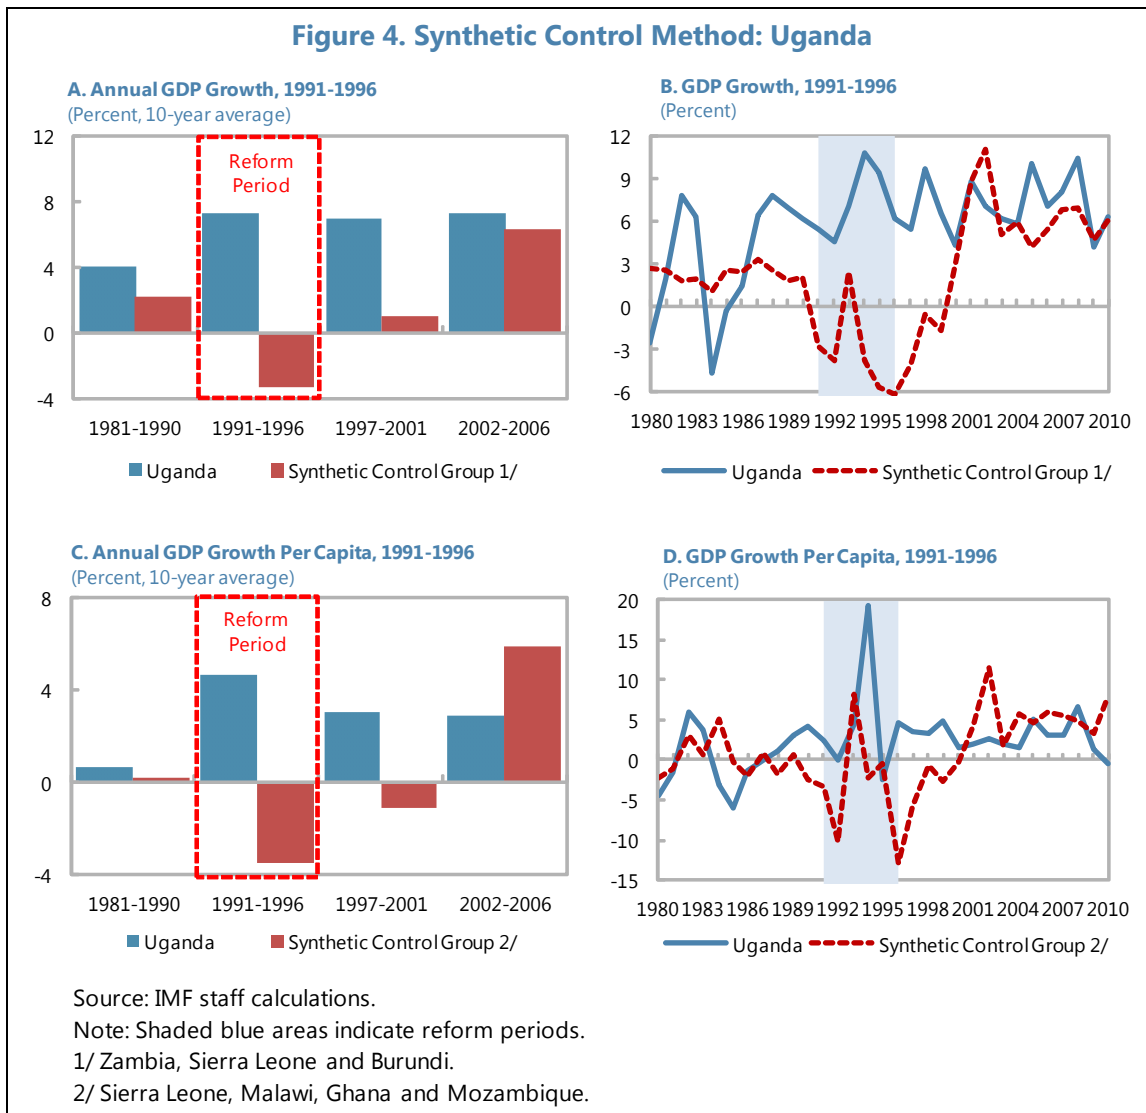 Figure 4. Synthetic Control Method: Uganda
A. Annual GDP Growth, 1991-1996
(Percent, 10-year average)
12
8
4
0
-4
Reform
Period
1981-1990 1991-1996 1997-2001 2002-2006
Uganda Synthetic Control Group 1/
B. GDP Growth, 1991-1996
(Percent)
12
9
6
3
0
-3
-6
1980 1983 1986 1989 1992 1995 1998 2001 2004 2007 2010
Uganda Synthetic Control Group 1/
C. Annual GDP Growth Per Capita, 1991-1996
(Percent, 10-year average)
8
4
0
-4
Reform
Period
1981-1990 1991-1996 1997-2001 2002-2006
Uganda Synthetic Control Group 2/
D. GDP Growth Per Capita, 1991-1996
(Percent)
20
15
10
5
0
-5
-10
-15
1980 1983 1986 1989 1992 1995 1998 2001 2004 2007 2010
Uganda Synthetic Control Group 2/
Source: IMF staff calculations.
Note: Shaded blue areas indicate reform periods.
1/ Zambia, Sierra Leone and Burundi.
2/ Sierra Leone, Malawi, Ghana and Mozambique.